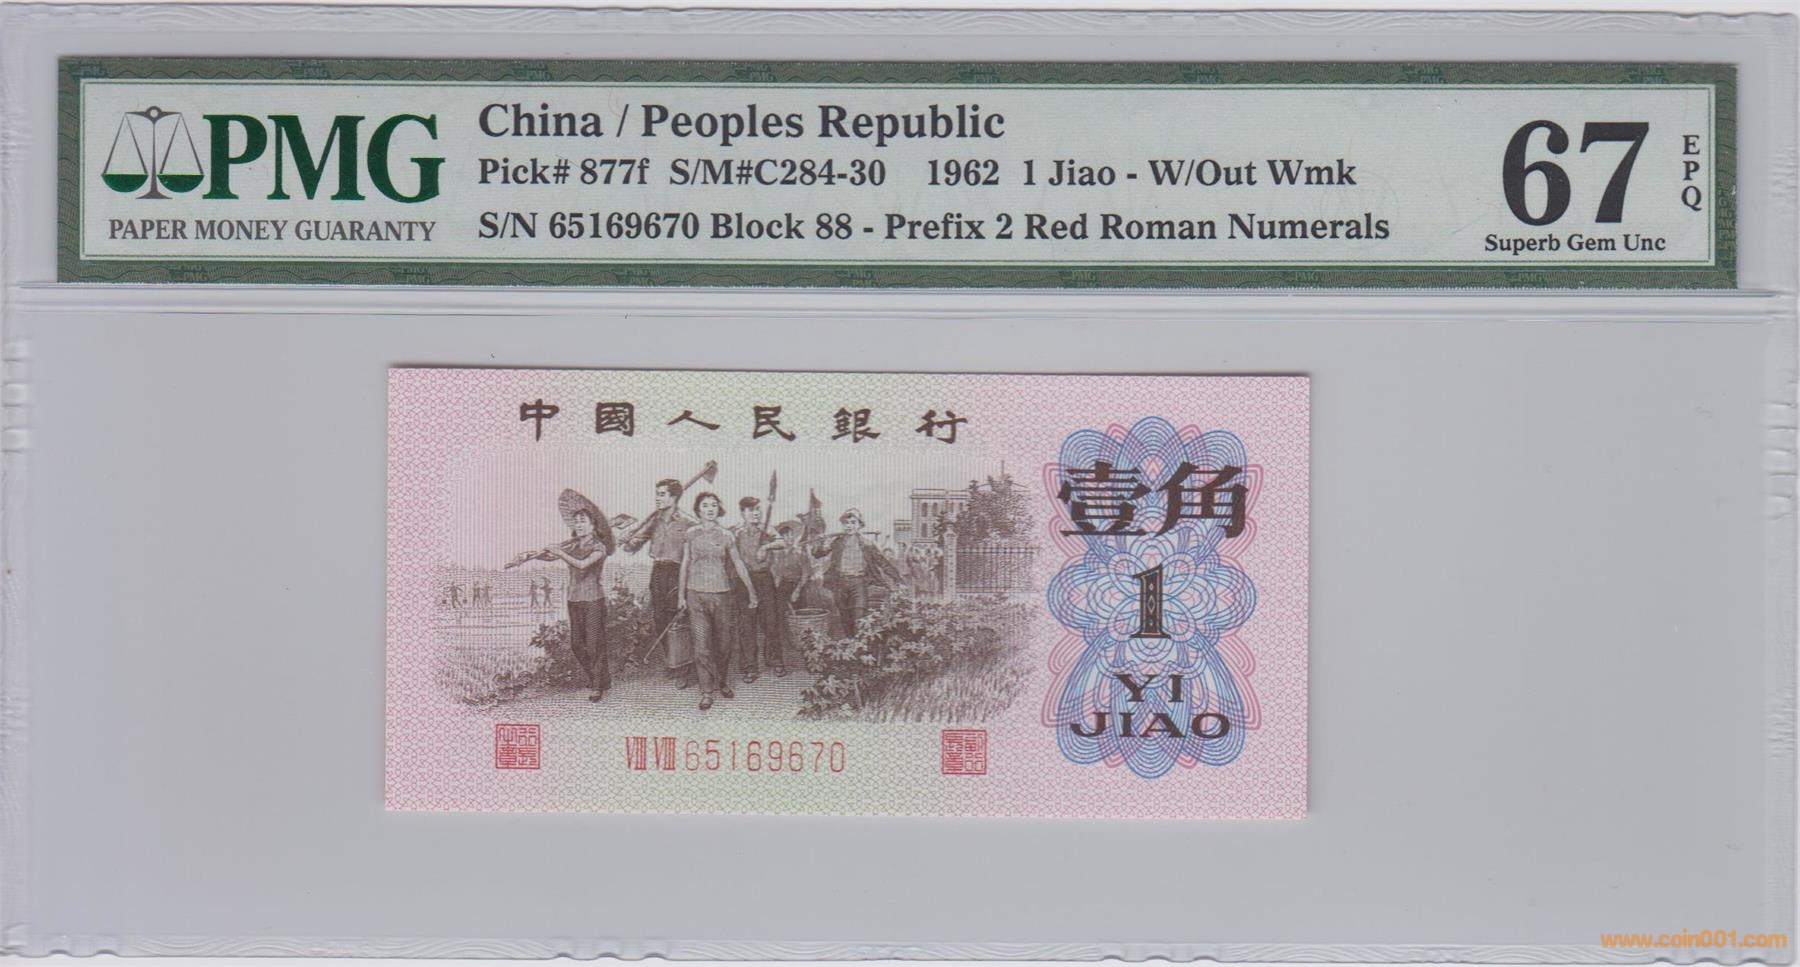 PMG
PAPER MONEY GUARANTY
China / Peoples Republic
Pick# 877f S/M#C284-30 1962 1 Jiao - W/Out Wmk
S/N 65169670 Block 88 - Prefix 2 Red Roman Numerals
67
EPQ
Superb Gem Unc
中國人民銀行
壹角
1
YI
JIAO
VIII VIII 65169670
www.coin001.com